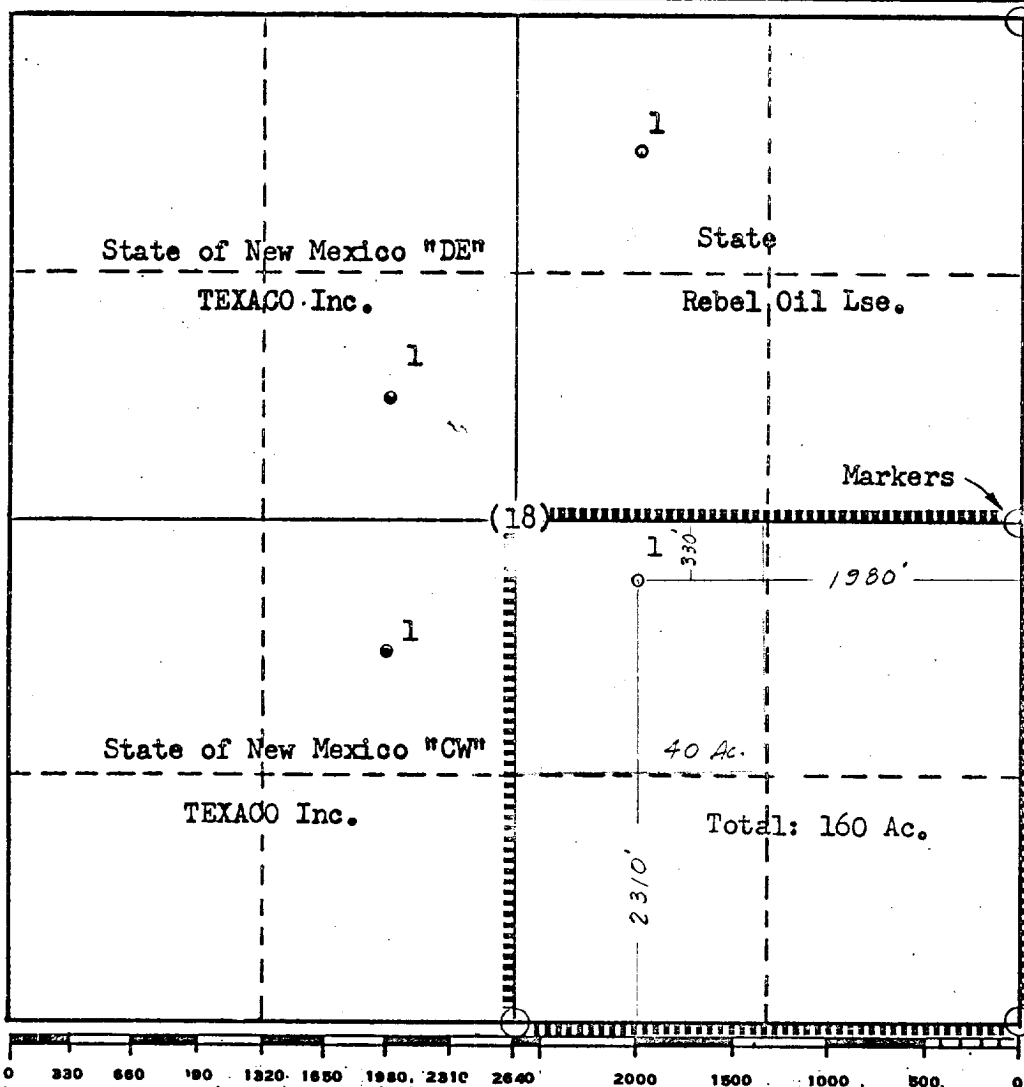 1
State of New Mexico "DE"
TEXACO Inc.
State
Rebel Oil Lse.
1
Markers
(18)
1
330'
1980'
1
State of New Mexico "CW"
TEXACO Inc.
40 Ac.
Total: 160 Ac.
2310'
0 330 660 '90 1320 1650 1980 2310 2640 2000 1500 1000 500 0